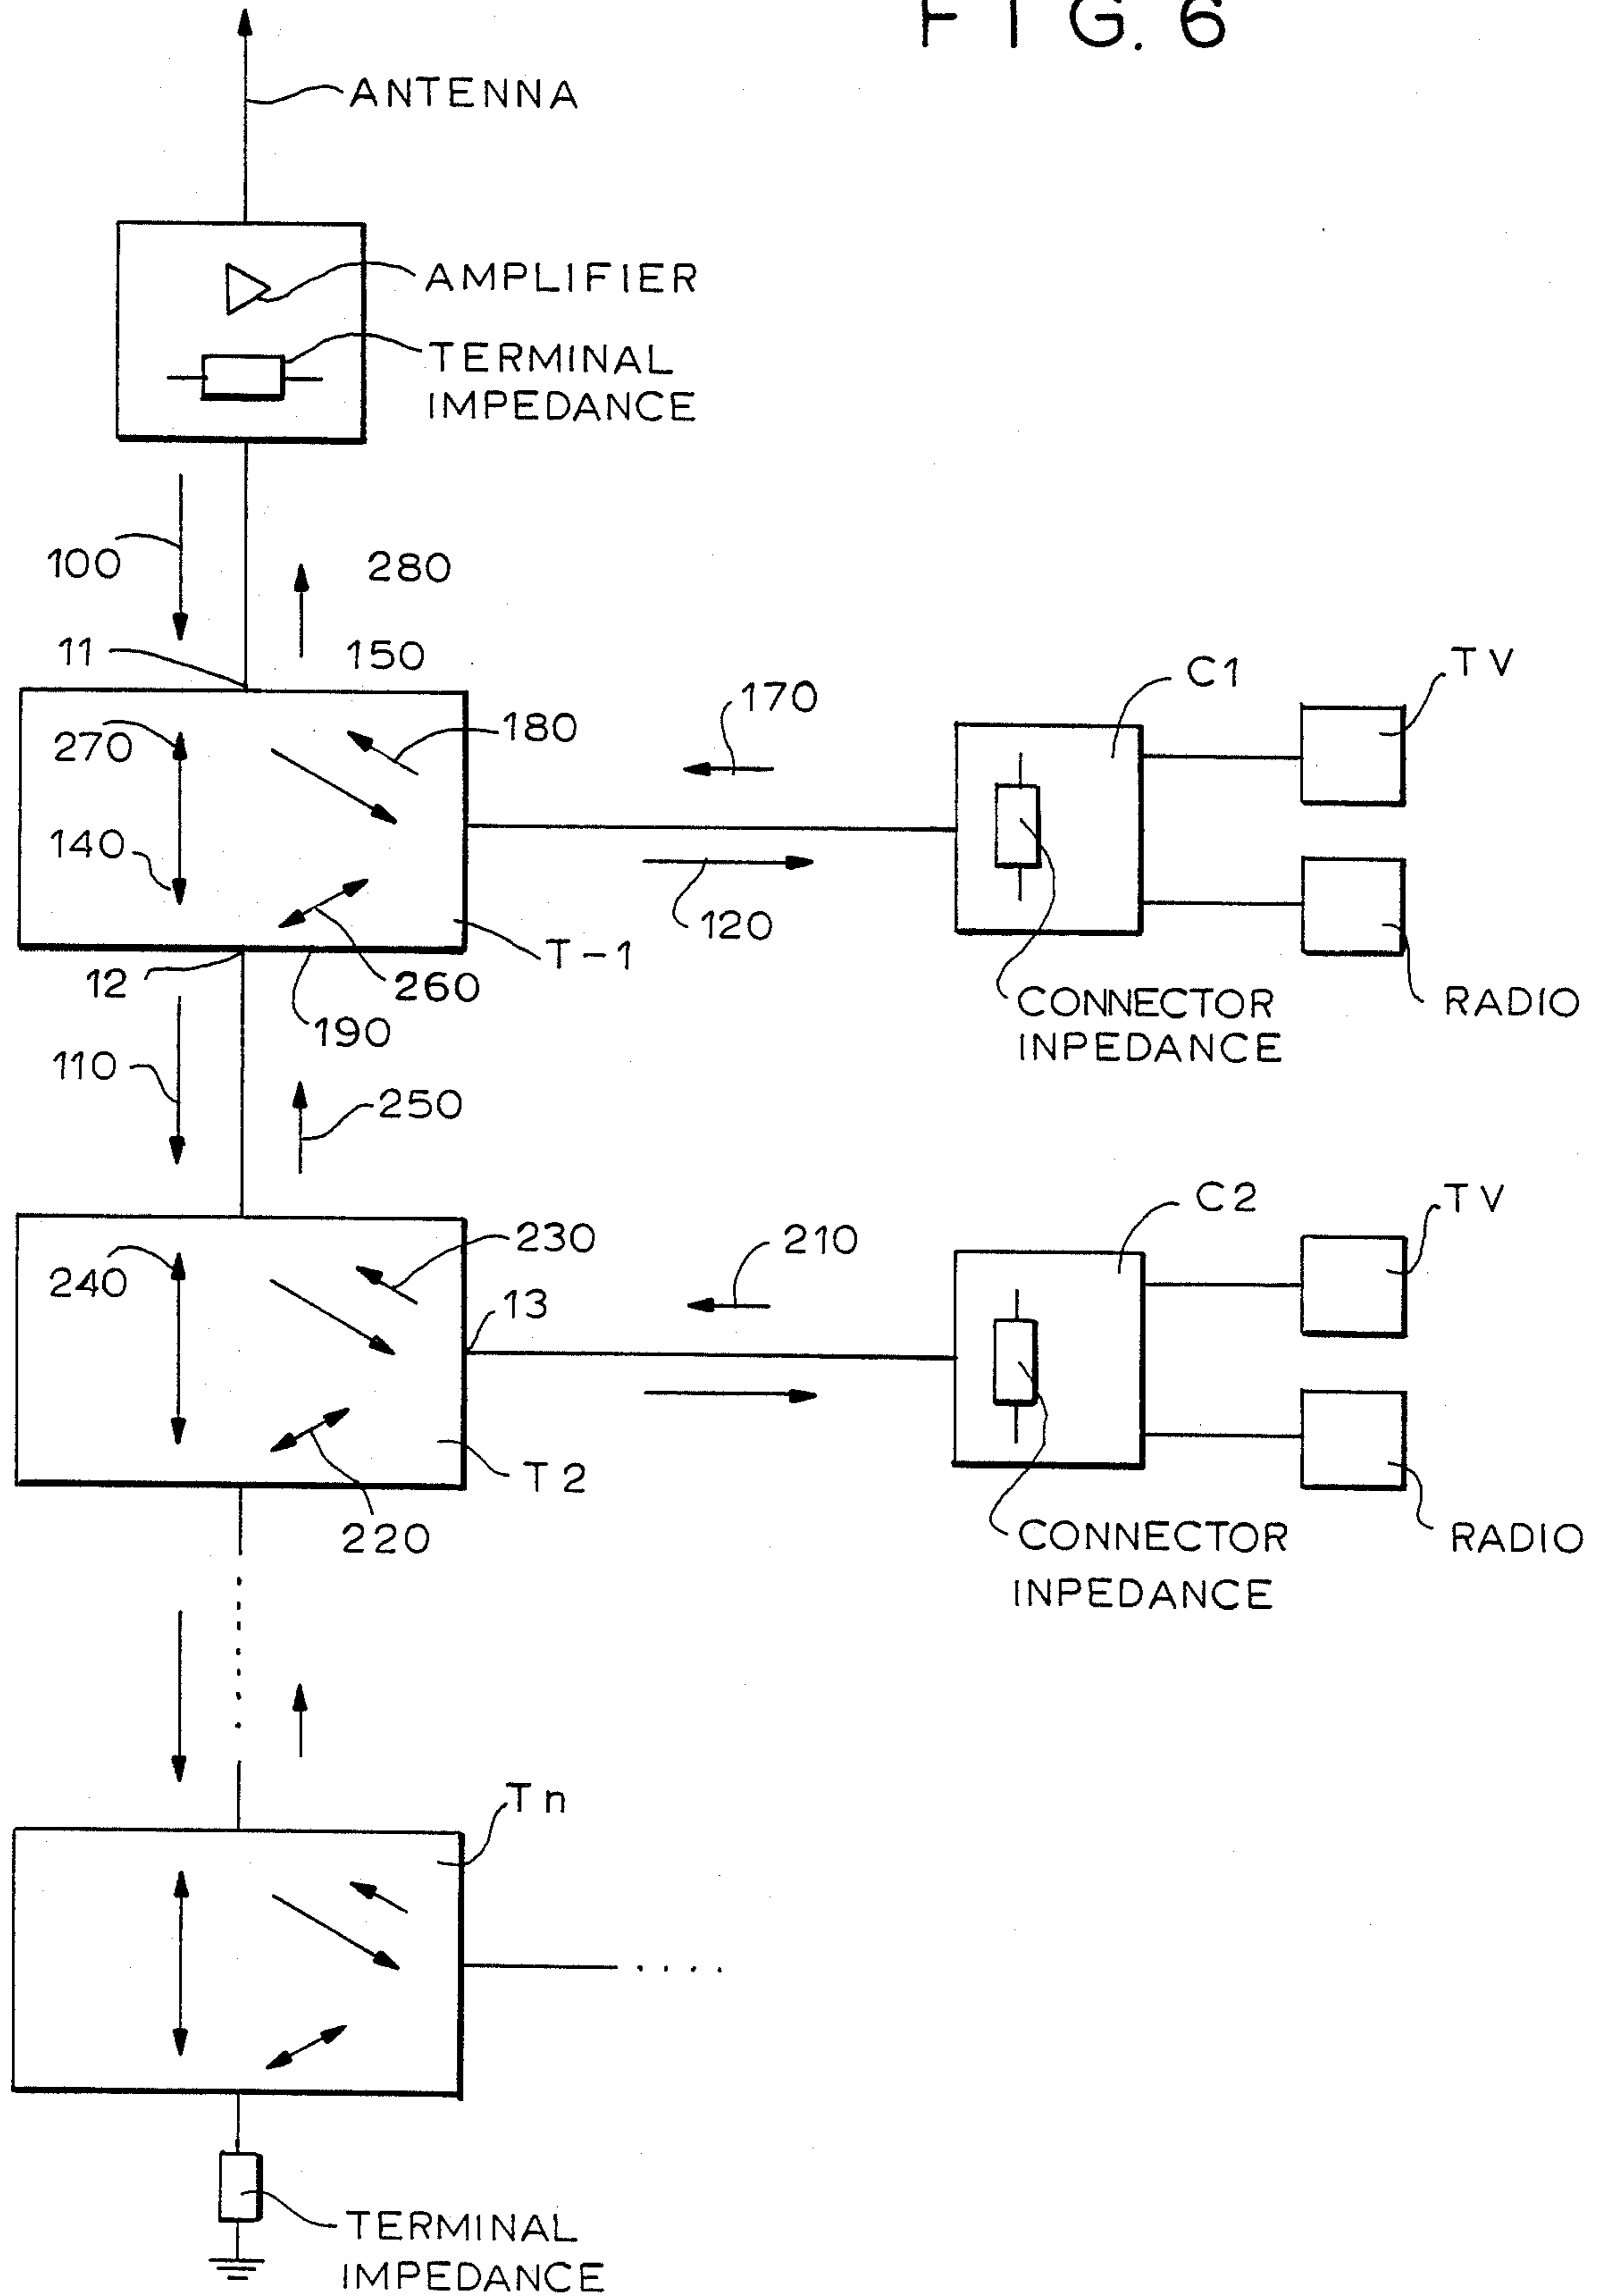 FIG. 6
ANTENNA
AMPLIFIER
TERMINAL
IMPEDANCE
100
280
11
150
C1
TV
170
180
270
140
120
T-1
12
260
190
CONNECTOR
INPEDANCE
RADIO
110
250
C2
TV
230
210
240
13
T2
220
CONNECTOR
INPEDANCE
RADIO
Tn
TERMINAL
IMPEDANCE